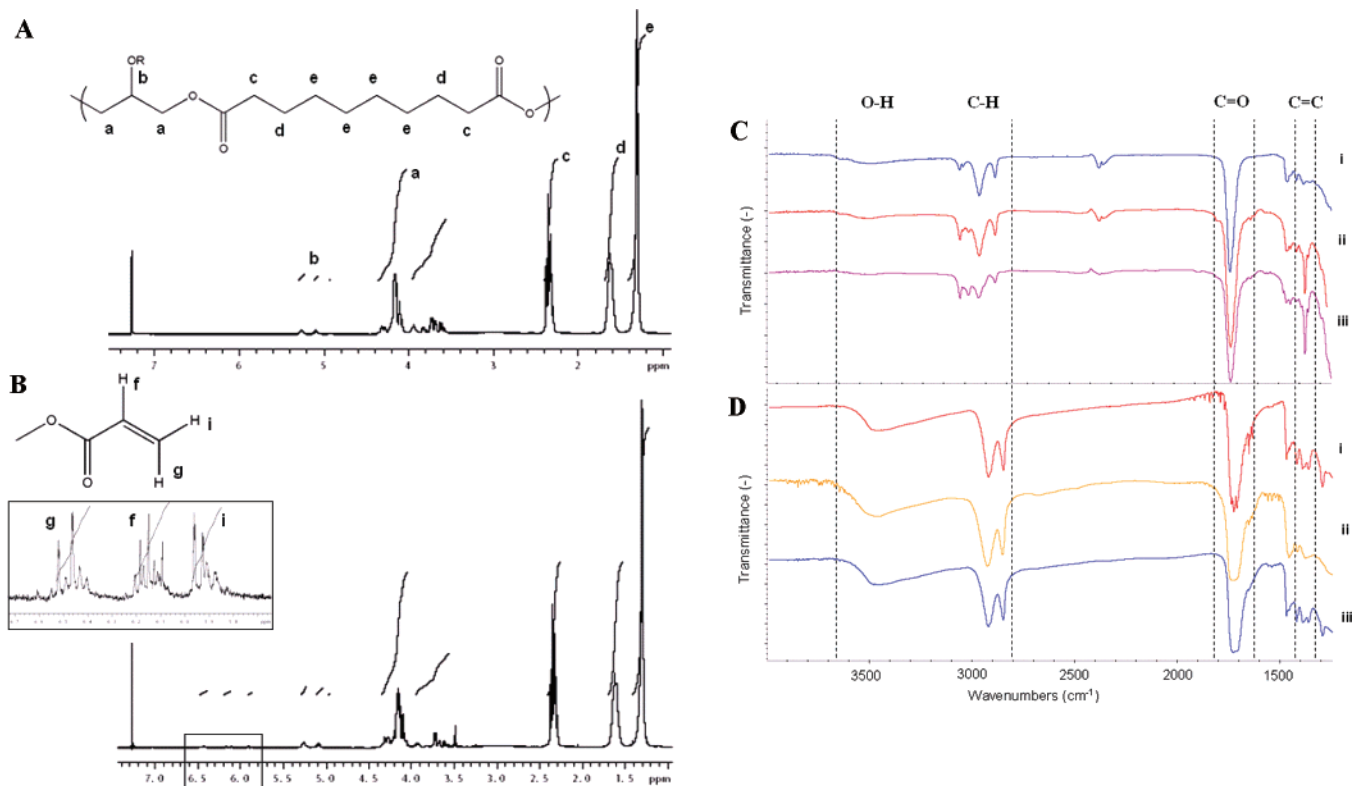 A
OR
b
c
e
e
d
O
O
O
O
a
a
d
e
e
c
a
b
c
d
e
7 6 5 4 3 2 1 ppm
B
H
f
H
i
O
O
H
g
g
f
i
7.0 6.5 6.0 5.5 5.0 4.5 4.0 3.5 3.0 2.5 2.0 1.5 ppm
O-H
C-H
C=O
C=C
C
i
ii
iii
Transmittance (-)
D
i
ii
iii
Transmittance (-)
3500 3000 2500 2000 1500
Wavenumbers (cm⁻¹)